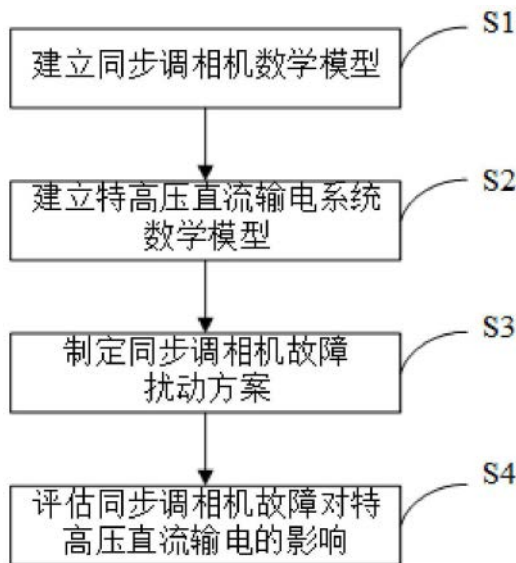 S1
建立同步调相机数学模型
S2
建立特高压直流输电系统
数学模型
S3
制定同步调相机故障
扰动方案
S4
评估同步调相机故障对特
高压直流输电的影响